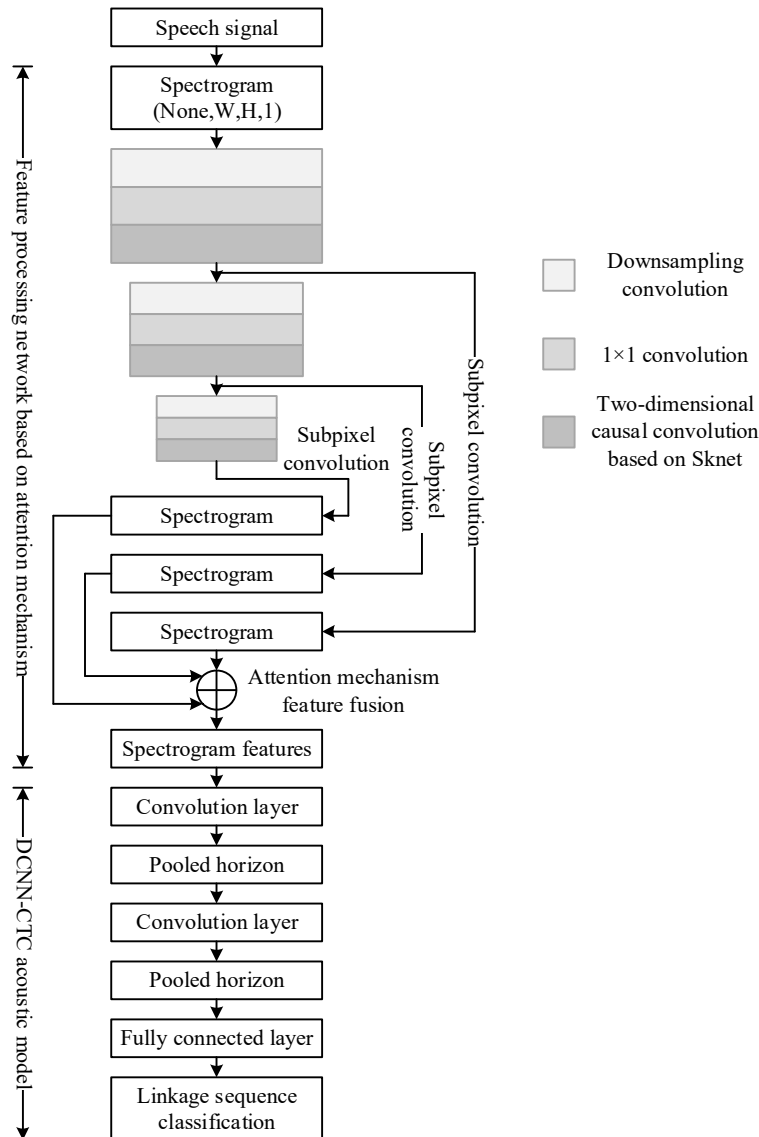 Speech signal
Spectrogram
(None,W,H,1)
Feature processing network based on attention mechanism
Downsampling
convolution
1×1 convolution
Two-dimensional
causal convolution
based on Sknet
Subpixel convolution
Subpixel
convolution
Subpixel
convolution
Spectrogram
Spectrogram
Spectrogram
Attention mechanism
feature fusion
Spectrogram features
DCNN-CTC acoustic model
Convolution layer
Pooled horizon
Convolution layer
Pooled horizon
Fully connected layer
Linkage sequence
classification